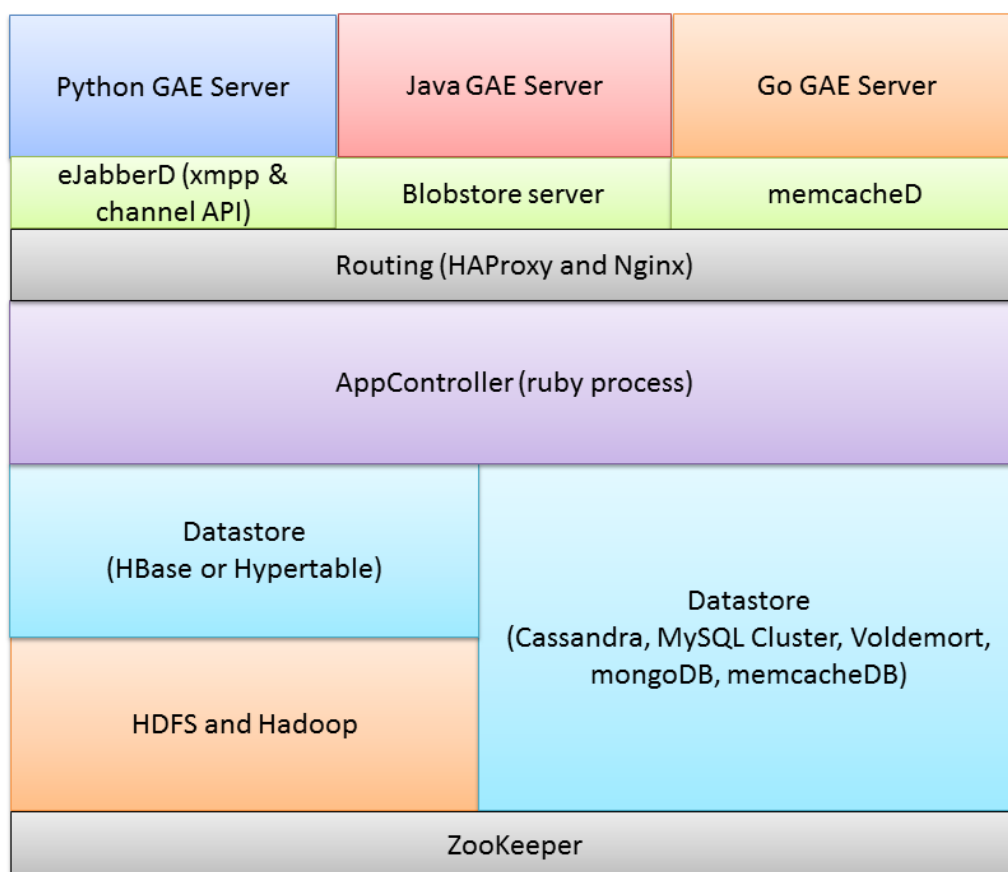 Python GAE Server
Java GAE Server
Go GAE Server
eJabberD (xmpp &
channel API)
Blobstore server
memcacheD
Routing (HAProxy and Nginx)
AppController (ruby process)
Datastore
(HBase or Hypertable)
Datastore
(Cassandra, MySQL Cluster, Voldemort,
mongoDB, memcacheDB)
HDFS and Hadoop
ZooKeeper